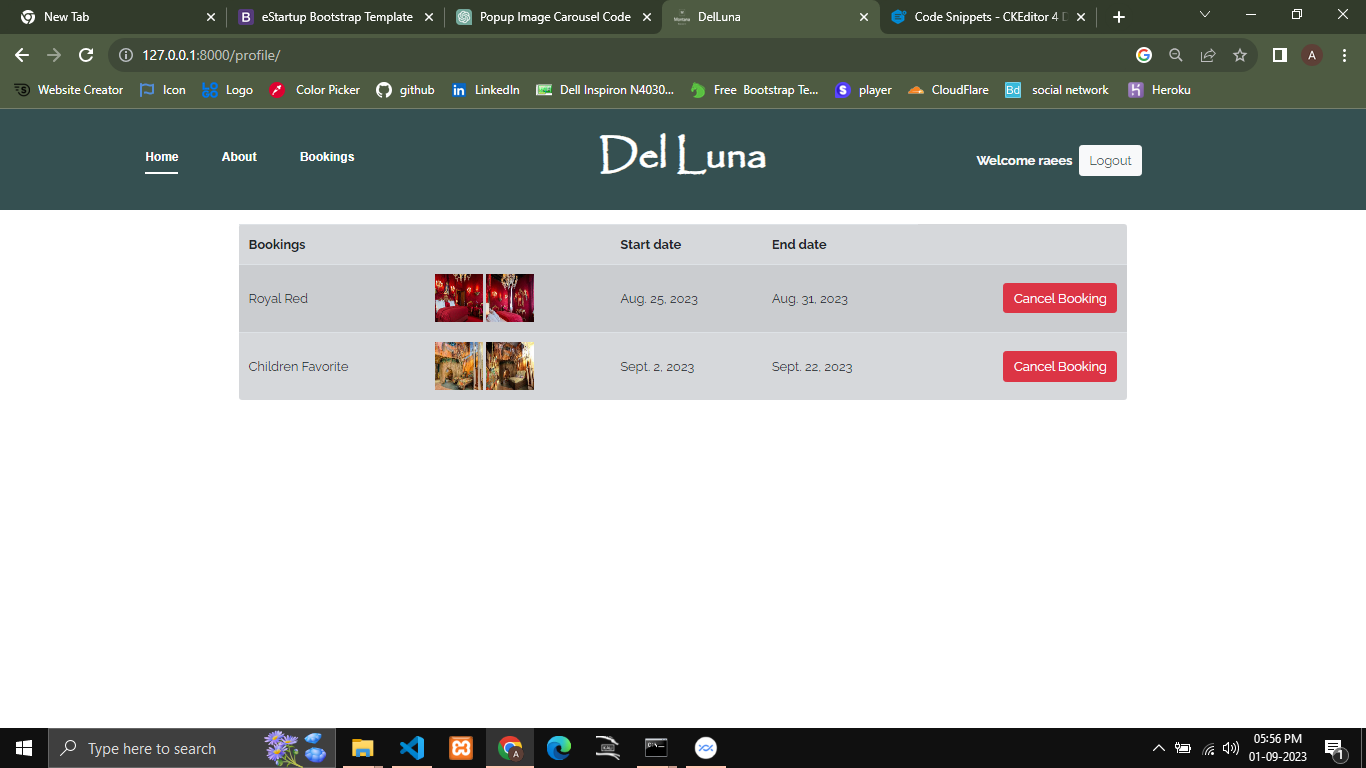 New Tab
eStartup Bootstrap Template
Popup Image Carousel Code
DelLuna
Code Snippets - CKEditor 4 D
127.0.0.1:8000/profile/
A
Website Creator
Icon
Logo
Color Picker
github
LinkedIn
Dell Inspiron N4030...
Free Bootstrap Te...
player
CloudFlare
social network
Heroku
Home
About
Bookings
Del Luna
Welcome raees
Logout
Bookings Start date End date
Royal Red Aug. 25, 2023 Aug. 31, 2023 Cancel Booking
Children Favorite Sept. 2, 2023 Sept. 22, 2023 Cancel Booking
Type here to search
05:56 PM
01-09-2023
1